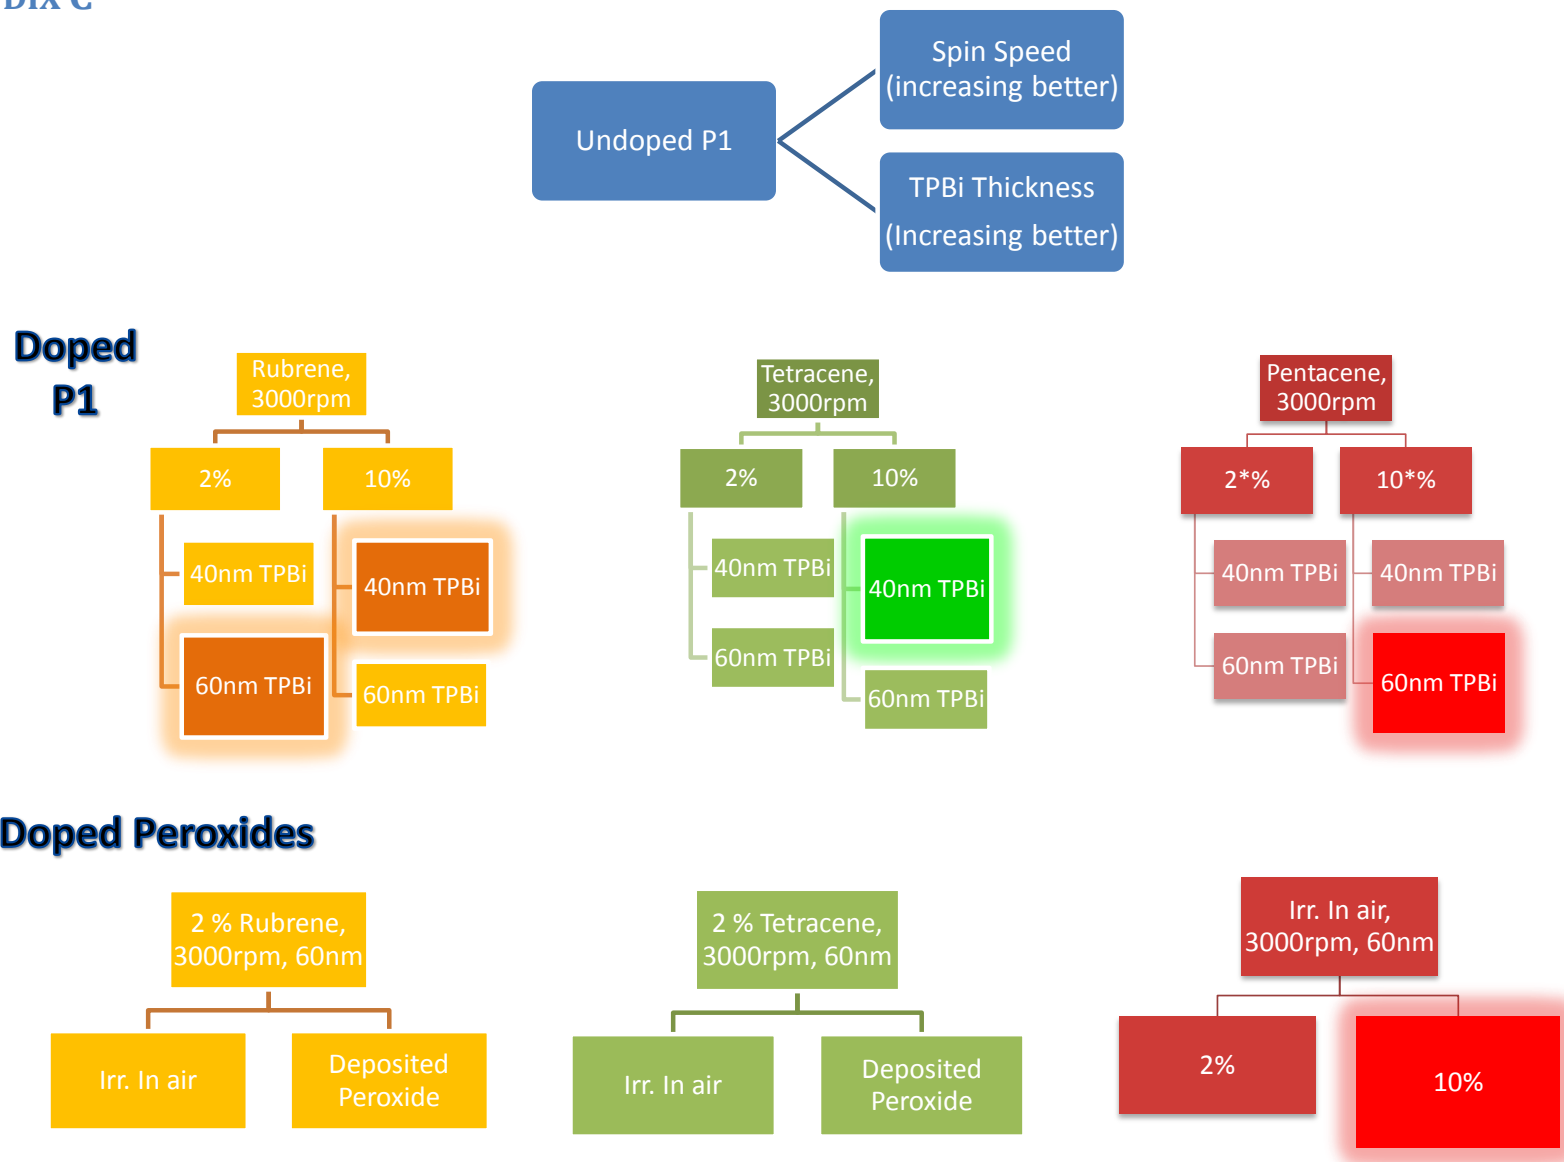 DIX C
Spin Speed
(increasing better)
Undoped P1
TPBi Thickness
(Increasing better)
Doped
P1
Rubrene,
3000rpm
2%
10%
40nm TPBi
60nm TPBi
40nm TPBi
60nm TPBi
Tetracene,
3000rpm
2%
10%
40nm TPBi
60nm TPBi
40nm TPBi
60nm TPBi
Pentacene,
3000rpm
2*%
10*%
40nm TPBi
60nm TPBi
40nm TPBi
60nm TPBi
Doped Peroxides
2 % Rubrene,
3000rpm, 60nm
Irr. In air
Deposited
Peroxide
2 % Tetracene,
3000rpm, 60nm
Irr. In air
Deposited
Peroxide
Irr. In air,
3000rpm, 60nm
2%
10%